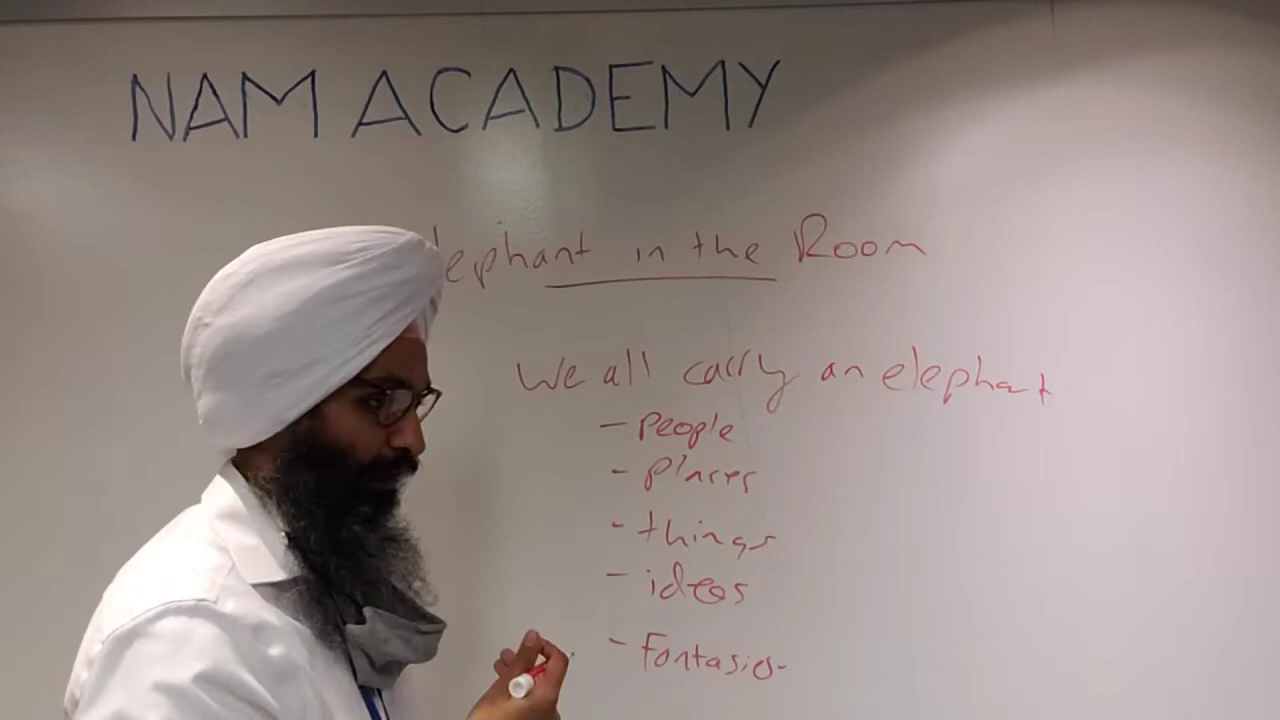 NAM ACADEMY
lephant in the Room
We all carry an elephant
- People
- places
- things
- ideas
- Fantasies